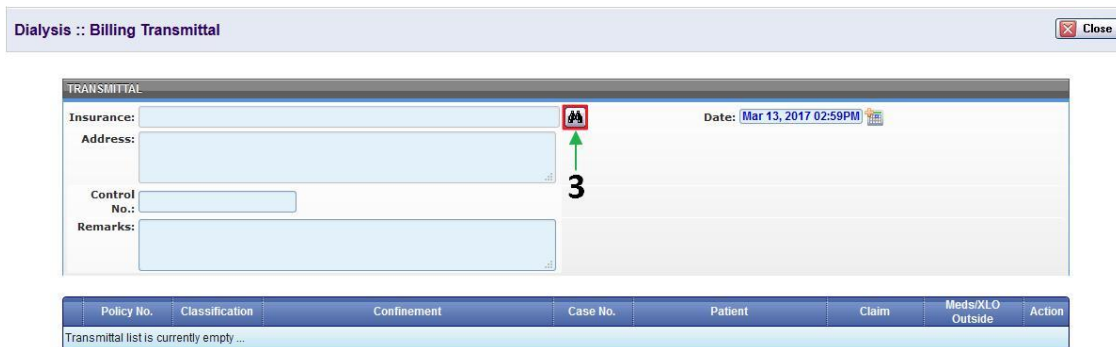 Dialysis :: Billing Transmittal Close
TRANSMITTAL
Insurance: Date: Mar 13, 2017 02:59PM
Address:
3
Control No.:
Remarks:
Policy No. Classification Confinement Case No. Patient Claim Meds/XLO Outside Action
Transmittal list is currently empty ...